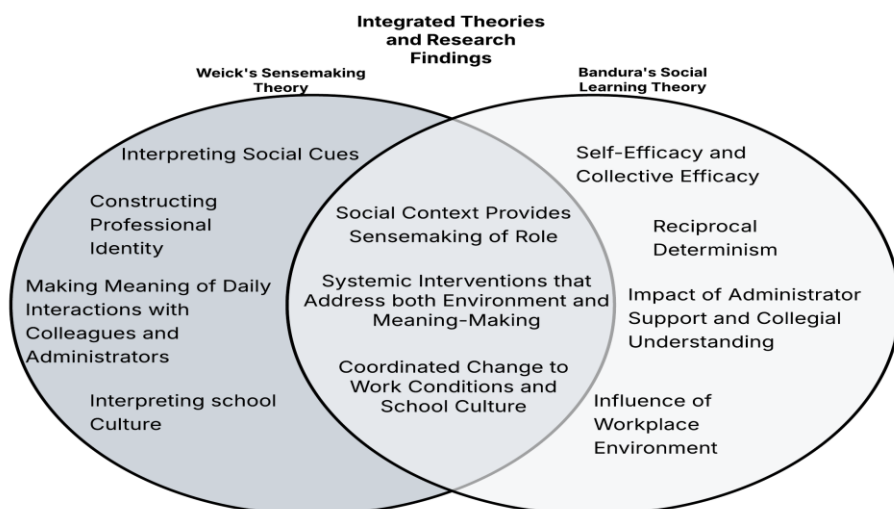 Integrated Theories
and Research
Findings
Weick's Sensemaking
Theory
Bandura's Social
Learning Theory
Interpreting Social Cues
Constructing
Professional
Identity
Making Meaning of Daily
Interactions with
Colleagues and
Administrators
Interpreting school
Culture
Social Context Provides
Sensemaking of Role
Systemic Interventions that
Address both Environment and
Meaning-Making
Coordinated Change to
Work Conditions and
School Culture
Self-Efficacy and
Collective Efficacy
Reciprocal
Determinism
Impact of Administrator
Support and Collegial
Understanding
Influence of
Workplace
Environment